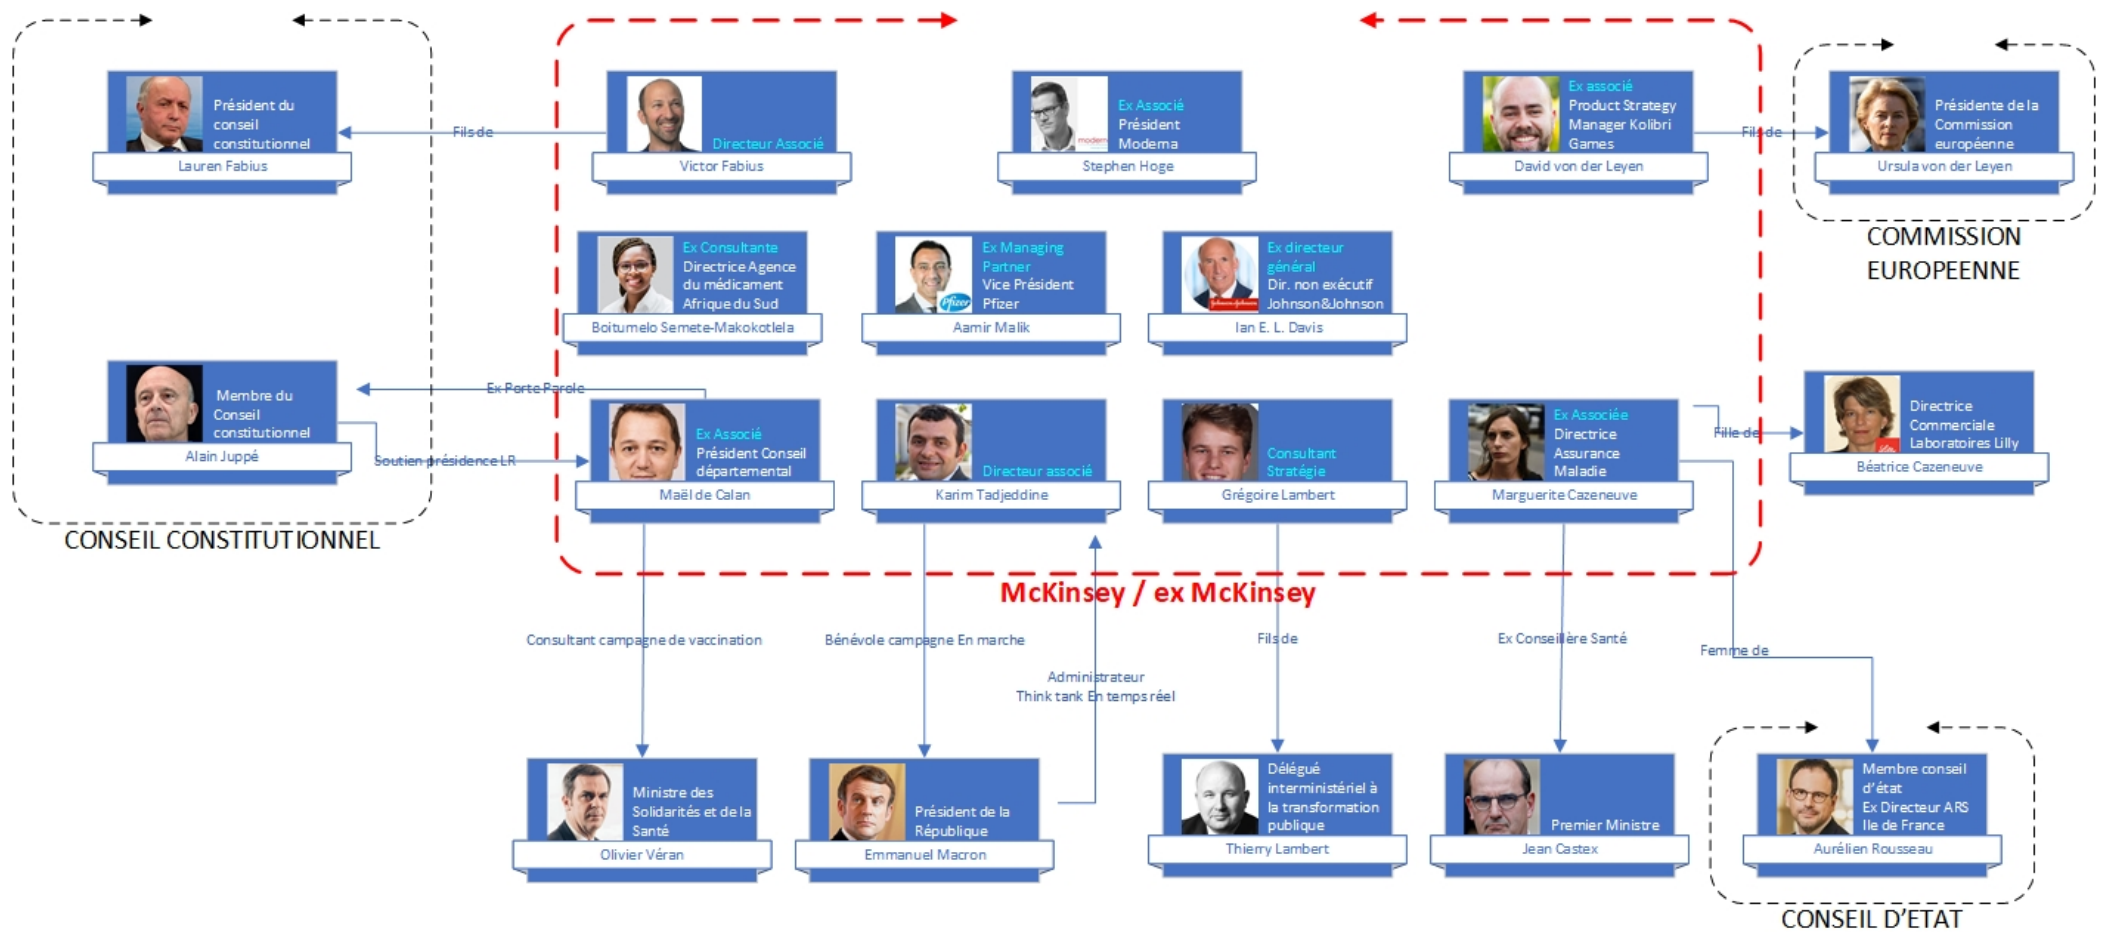 Président du
conseil
constitutionnel
Lauren Fabius
Fils de
Directeur Associé
Victor Fabius
Ex Associé
Président
Moderna
moderna
Stephen Hoge
Ex associé
Product Strategy
Manager Kolibri
Games
David von der Leyen
Fils de
Présidente de la
Commission
européenne
Ursula von der Leyen
COMMISSION
EUROPEENNE
Ex Consultante
Directrice Agence
du médicament
Afrique du Sud
Boitumelo Semete-Makokotlela
Ex Managing
Partner
Vice Président
Pfizer
Pfizer
Aamir Malik
Ex directeur
général
Dir. non exécutif
Johnson&Johnson
Johnson&Johnson
Ian E. L. Davis
Membre du
Conseil
constitutionnel
Alain Juppé
Ex Porte Parole
Soutien présidence LR
CONSEIL CONSTITUTIONNEL
Ex Associé
Président Conseil
départemental
Maël de Calan
Directeur associé
Karim Tadjeddine
Consultant
Stratégie
Grégoire Lambert
Ex Associée
Directrice
Assurance
Maladie
Marguerite Cazeneuve
Fille de
Directrice
Commerciale
Laboratoires Lilly
Lilly
Béatrice Cazeneuve
McKinsey / ex McKinsey
Consultant campagne de vaccination
Bénévole campagne En marche
Administrateur
Think tank En temps réel
Fils de
Ex Conseillère Santé
Femme de
Ministre des
Solidarités et de la
Santé
Olivier Véran
Président de la
République
Emmanuel Macron
Délégué
interministériel à
la transformation
publique
Thierry Lambert
Premier Ministre
Jean Castex
Membre conseil
d'état
Ex Directeur ARS
Ile de France
Aurélien Rousseau
CONSEIL D'ETAT